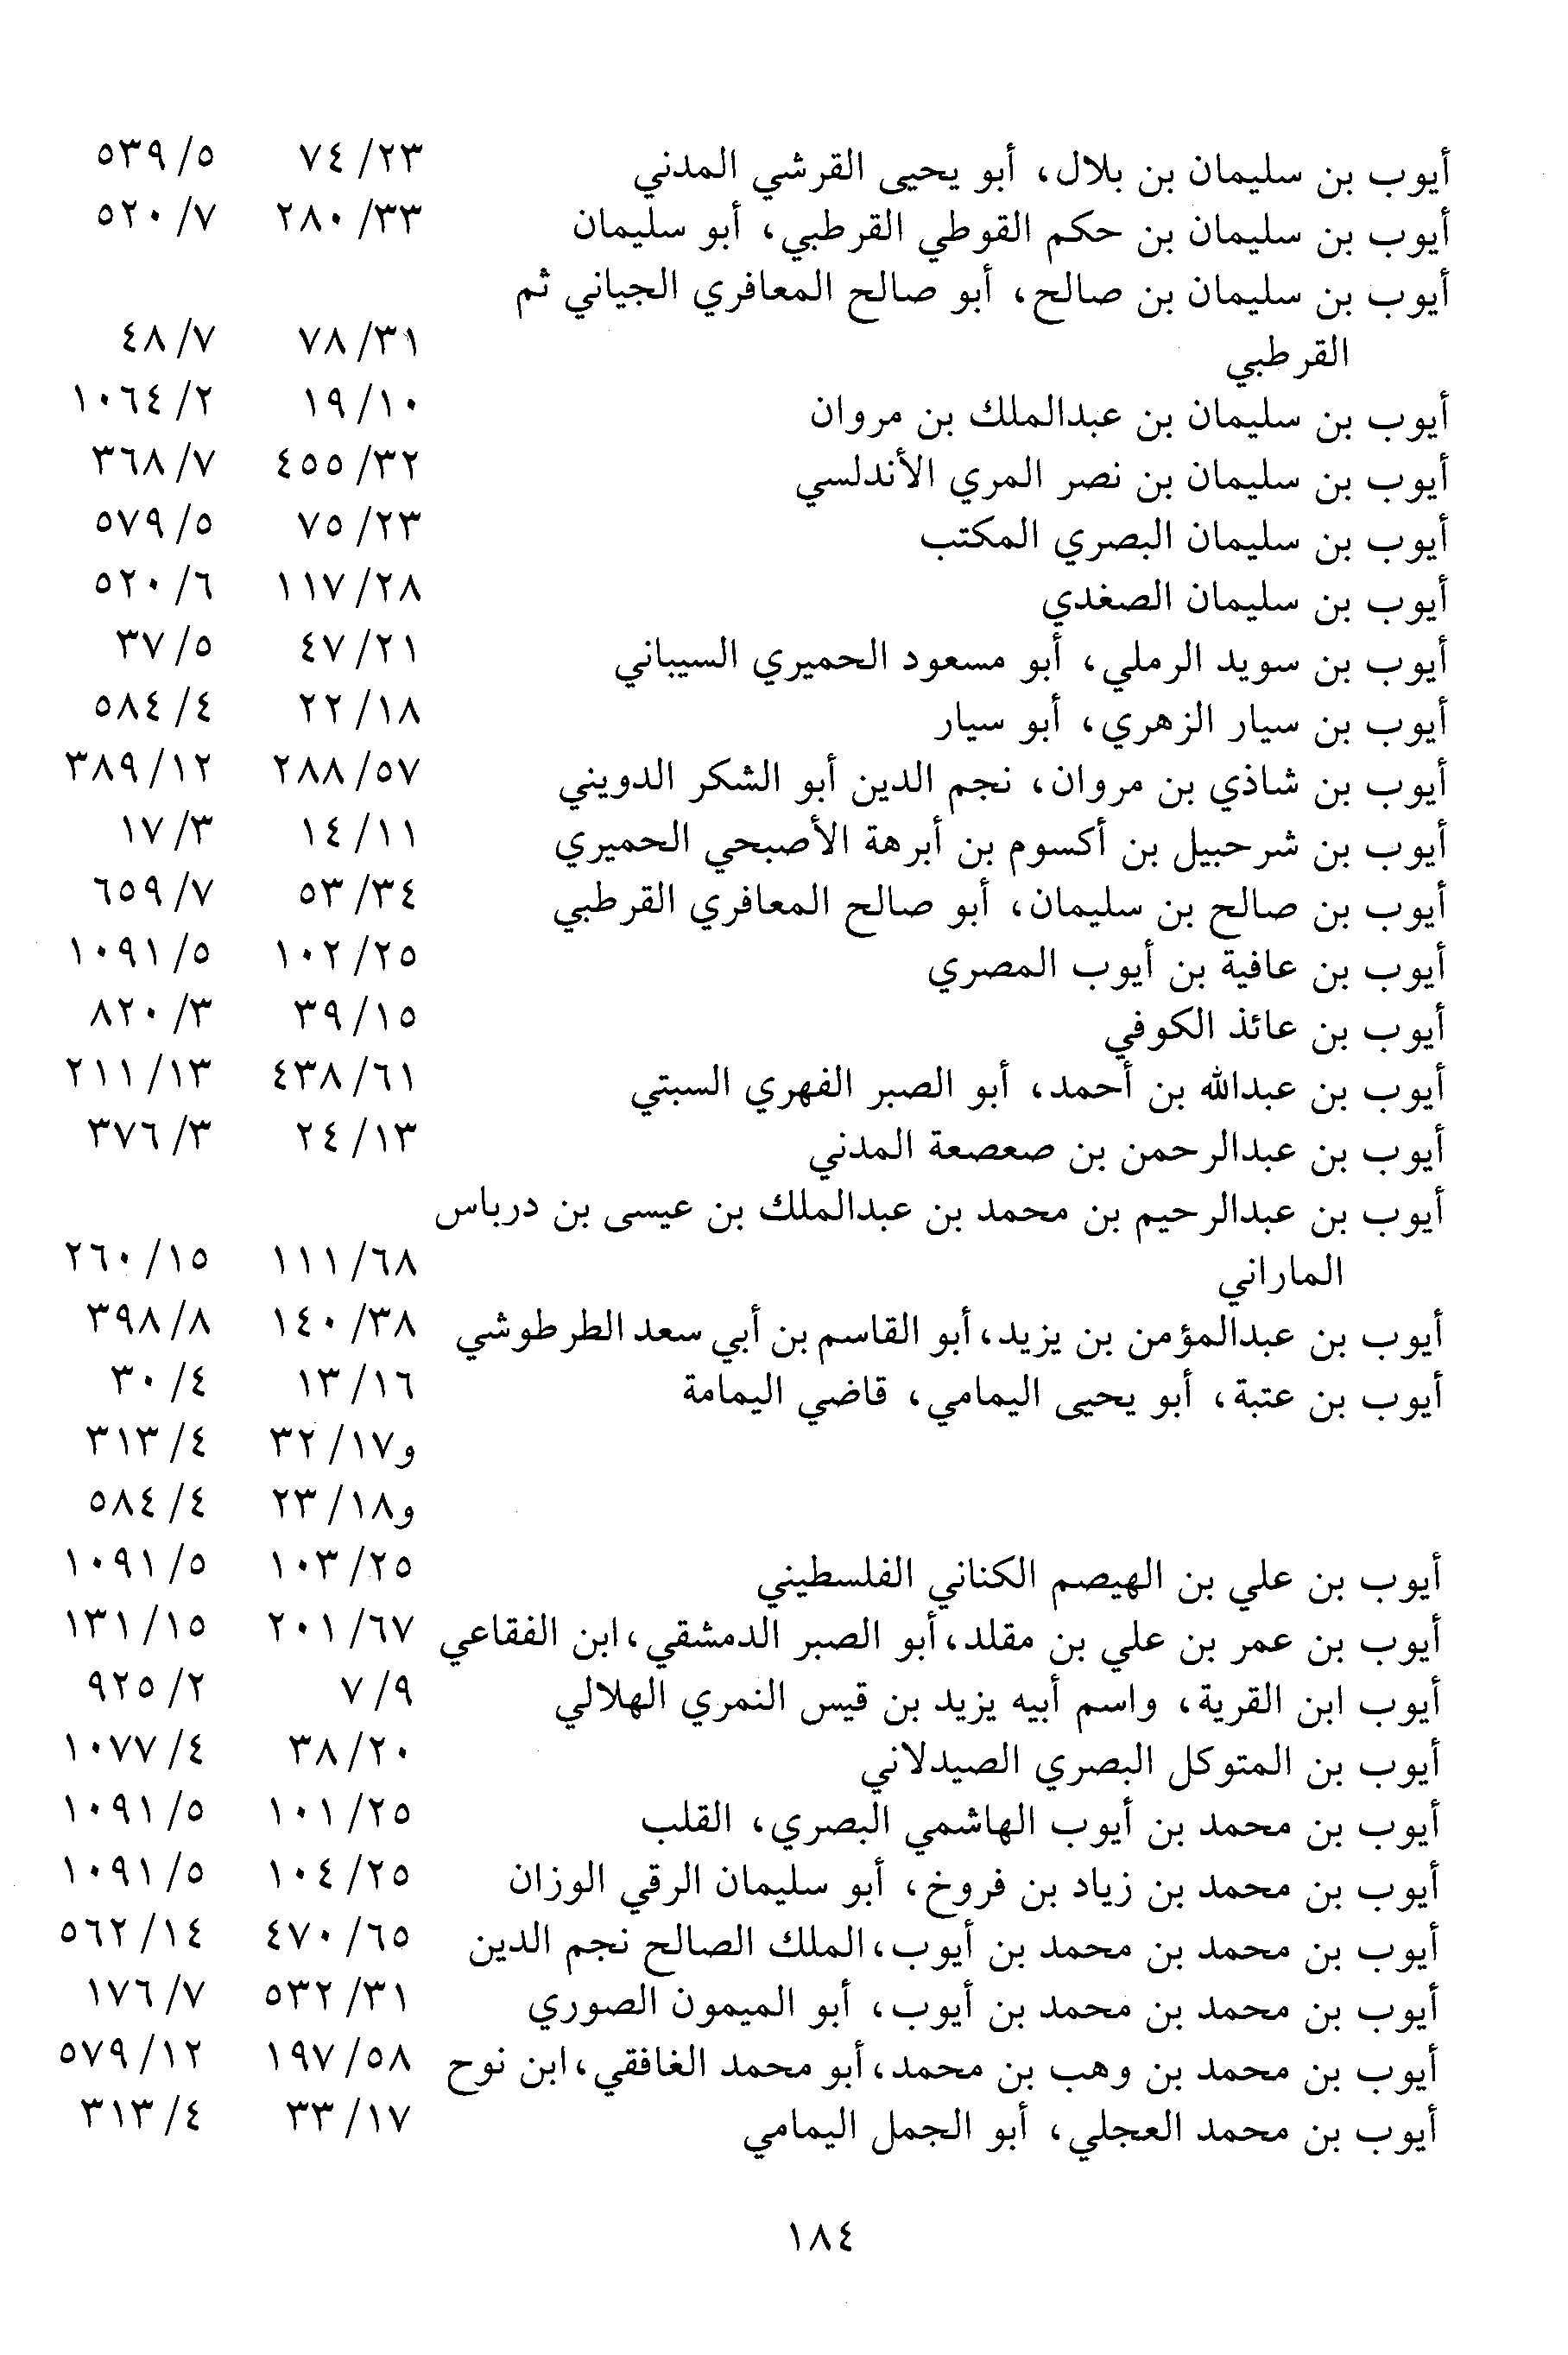 أيوب بن سليمان بن بلال، أبو يحيى القرشي المدني ٢٣/ ٧٤ ٥/ ٥٣٩
أيوب بن سليمان بن حكم القوطي القرطبي، أبو سليمان ٣٣/ ٢٨٠ ٧/ ٥٢٠
أيوب بن سليمان بن صالح، أبو صالح المعافري الجياني ثم
القرطبي ٣١/ ٧٨ ٧/ ٤٨
أيوب بن سليمان بن عبدالملك بن مروان ١٠/ ١٩ ٢/ ١٠٦٤
أيوب بن سليمان بن نصر المري الأندلسي ٣٢/ ٤٥٥ ٧/ ٣٦٨
أيوب بن سليمان البصري المكتب ٢٣/ ٧٥ ٥/ ٥٧٩
أيوب بن سليمان الصغدي ٢٨/ ١١٧ ٦/ ٥٢٠
أيوب بن سويد الرملي، أبو مسعود الحميري السيباني ٢١/ ٤٧ ٥/ ٣٧
أيوب بن سيار الزهري، أبو سيار ١٨/ ٢٢ ٤/ ٥٨٤
أيوب بن شاذي بن مروان، نجم الدين أبو الشكر الدويني ٥٧/ ٢٨٨ ١٢/ ٣٨٩
أيوب بن شرحبيل بن أكسوم بن أبرهة الأصبحي الحميري ١١/ ١٤ ٣/ ١٧
أيوب بن صالح بن سليمان، أبو صالح المعافري القرطبي ٣٤/ ٥٣ ٧/ ٦٥٩
أيوب بن عافية بن أيوب المصري ٢٥/ ١٠٢ ٥/ ١٠٩١
أيوب بن عائذ الكوفي ١٥/ ٣٩ ٣/ ٨٢٠
أيوب بن عبدالله بن أحمد، أبو الصبر الفهري السبتي ٦١/ ٤٣٨ ١٣/ ٢١١
أيوب بن عبدالرحمن بن صعصعة المدني ١٣/ ٢٤ ٣/ ٣٧٦
أيوب بن عبدالرحيم بن محمد بن عبدالملك بن عيسى بن درباس
الماراني ٦٨/ ١١١ ١٥/ ٢٦٠
أيوب بن عبدالمؤمن بن يزيد، أبو القاسم بن أبي سعد الطرطوشي ٣٨/ ١٤٠ ٨/ ٣٩٨
أيوب بن عتبة، أبو يحيى اليمامي، قاضي اليمامة ١٦/ ١٣ ٤/ ٣٠
و١٧/ ٣٢ ٤/ ٣١٣
و١٨/ ٢٣ ٤/ ٥٨٤
أيوب بن علي بن الهيصم الكناني الفلسطيني ٢٥/ ١٠٣ ٥/ ١٠٩١
أيوب بن عمر بن علي بن مقلد، أبو الصبر الدمشقي، ابن الفقاعي ٦٧/ ٢٠١ ١٥/ ١٣١
أيوب ابن القرية، واسم أبيه يزيد بن قيس النمري الهلالي ٩/ ٧ ٢/ ٩٢٥
أيوب بن المتوكل البصري الصيدلاني ٢٠/ ٣٨ ٤/ ١٠٧٧
أيوب بن محمد بن أيوب الهاشمي البصري، القلب ٢٥/ ١٠١ ٥/ ١٠٩١
أيوب بن محمد بن زياد بن فروخ، أبو سليمان الرقي الوزان ٢٥/ ١٠٤ ٥/ ١٠٩١
أيوب بن محمد بن محمد بن أيوب، الملك الصالح نجم الدين ٦٥/ ٤٧٠ ١٤/ ٥٦٢
أيوب بن محمد بن محمد بن أيوب، أبو الميمون الصوري ٣١/ ٥٣٢ ٧/ ١٧٦
أيوب بن محمد بن وهب بن محمد، أبو محمد الغافقي، ابن نوح ٥٨/ ١٩٧ ١٢/ ٥٧٩
أيوب بن محمد العجلي، أبو الجمل اليمامي ١٧/ ٣٣ ٤/ ٣١٣
١٨٤